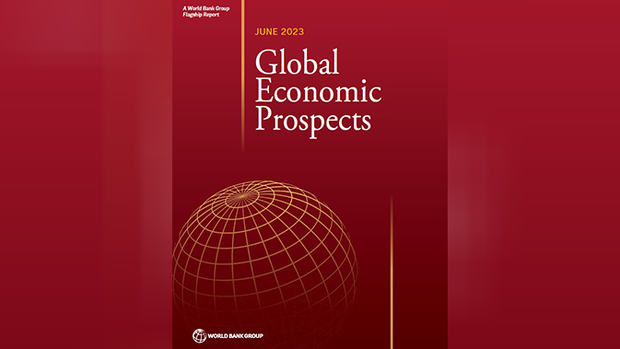 A World Bank Group
Flagship Report
JUNE 2023
Global
Economic
Prospects
WORLD BANK GROUP